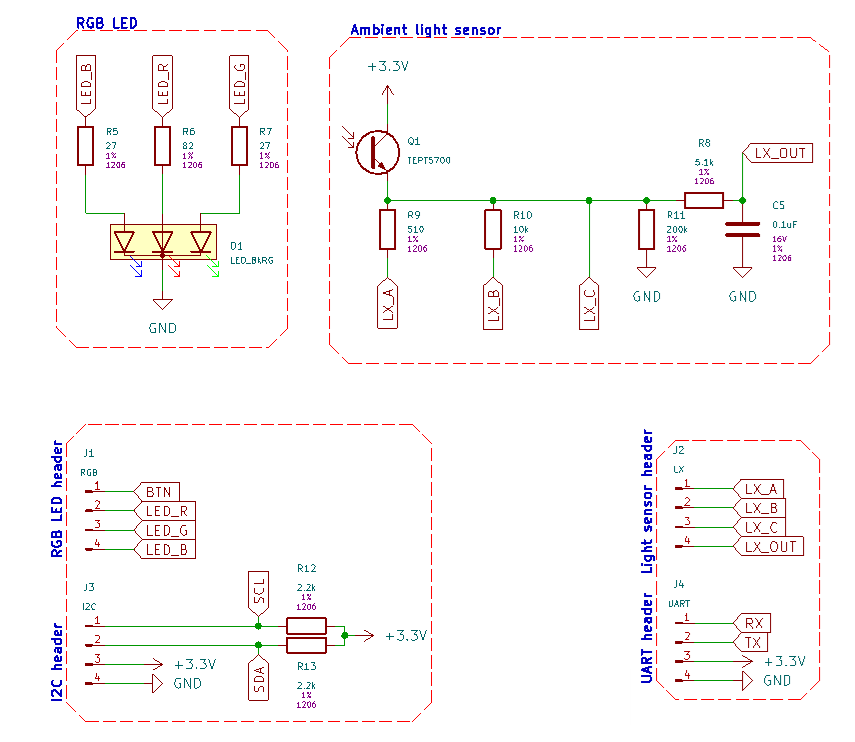 RGB LED
LED_B
LED_R
LED_G
R5
27
1%
1206
R6
82
1%
1206
R7
27
1%
1206
D1
LED_BkRG
GND
Ambient light sensor
+3.3V
Q1
TEPT5700
R8
5.1k
1%
1206
LX_OUT
R9
510
1%
1206
R10
10k
1%
1206
R11
200k
1%
1206
C5
0.1uF
16V
1%
1206
LX_A
LX_B
LX_C
GND
GND
RGB LED header
J1
RGB
1
BTN
2
LED_R
3
LED_G
4
LED_B
I2C header
J3
I2C
1
2
3
+3.3V
4
GND
SCL
SDA
R12
2.2k
1%
1206
+3.3V
R13
2.2k
1%
1206
Light sensor header
J2
LX
1
LX_A
2
LX_B
3
LX_C
4
LX_OUT
UART header
J4
UART
1
RX
2
TX
3
+3.3V
4
GND